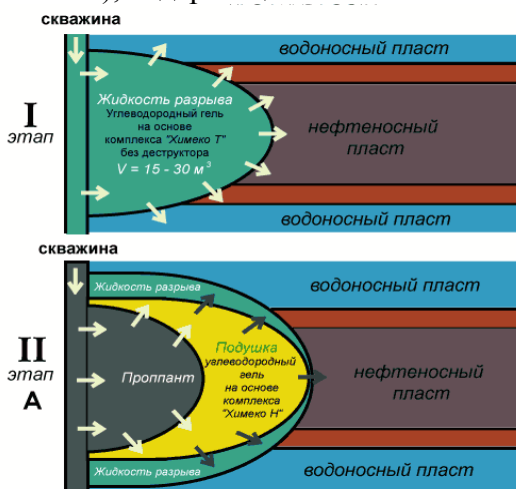 скважина
водоносный пласт
I
этап
Жидкость разрыва
Углеводородный гель
на основе
комплекса "Химеко Т"
без деструктора
V = 15 - 30 м³
нефтеносный
пласт
водоносный пласт
скважина
Жидкость разрыва
водоносный пласт
II
этап
А
Проппант
Подушка
углеводородный
гель
на основе
комплекса
"Химеко Н"
нефтеносный
пласт
Жидкость разрыва
водоносный пласт